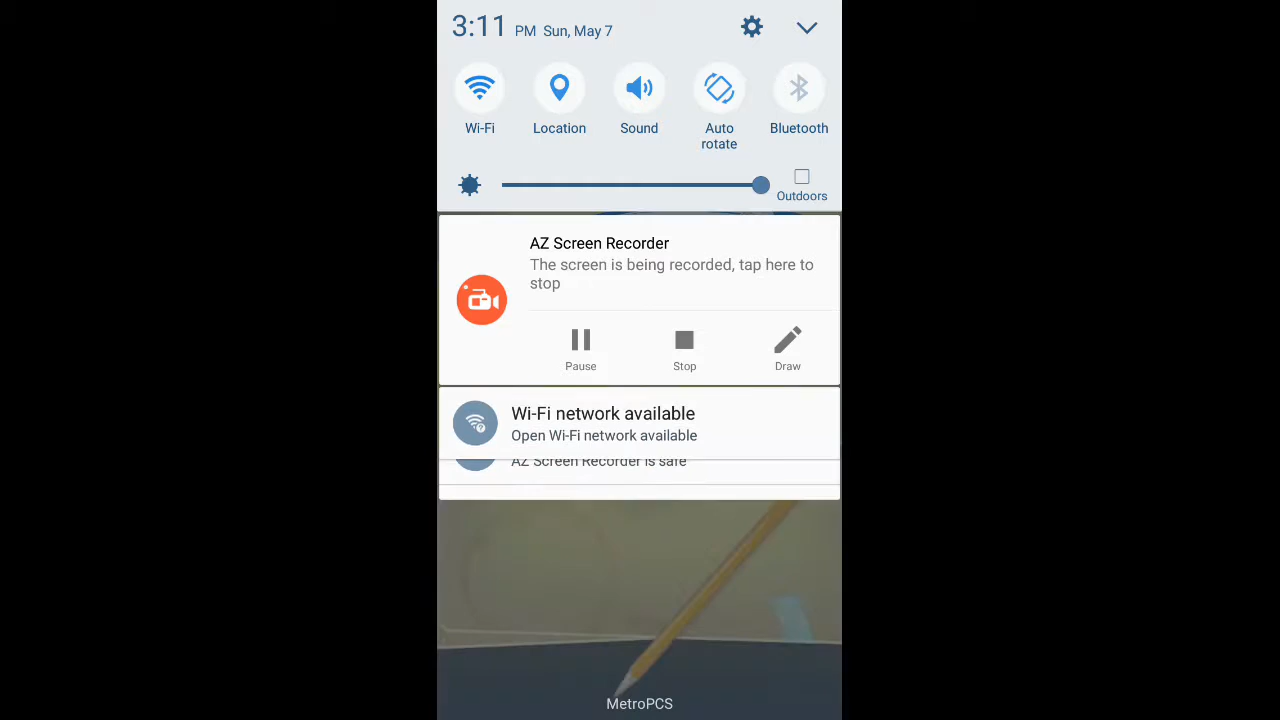 3:11 PM Sun, May 7
Wi-Fi Location Sound Auto rotate Bluetooth
Outdoors
AZ Screen Recorder
The screen is being recorded, tap here to
stop
Pause Stop Draw
Wi-Fi network available
Open Wi-Fi network available
AZ Screen Recorder is safe
MetroPCS